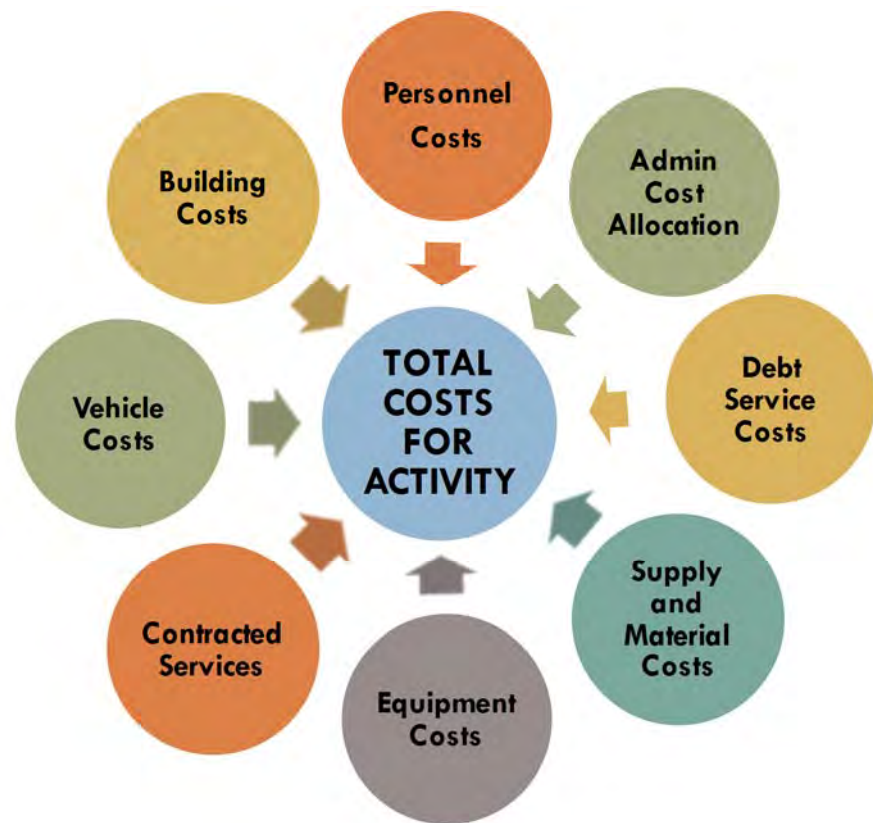 Personnel
Costs
Admin
Cost
Allocation
Debt
Service
Costs
Supply
and
Material
Costs
Equipment
Costs
Contracted
Services
Vehicle
Costs
Building
Costs
TOTAL
COSTS
FOR
ACTIVITY